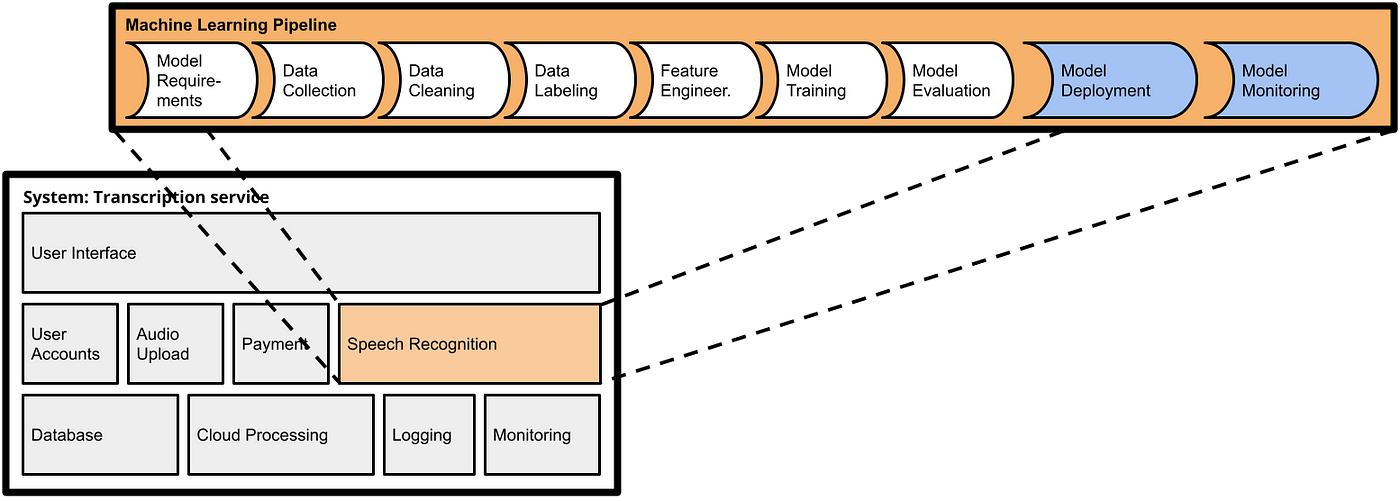 Machine Learning Pipeline
Model
Require-
ments
Data
Collection
Data
Cleaning
Data
Labeling
Feature
Engineer.
Model
Training
Model
Evaluation
Model
Deployment
Model
Monitoring
System: Transcription service
User Interface
User
Accounts
Audio
Upload
Payment
Speech Recognition
Database
Cloud Processing
Logging
Monitoring